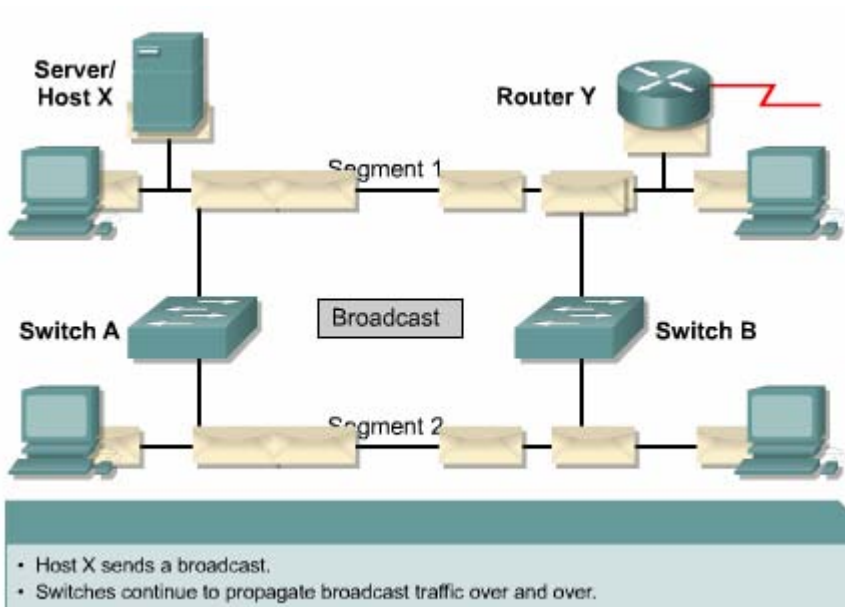 Server/
Host X
Router Y
Segment 1
Switch A
Broadcast
Switch B
Segment 2
• Host X sends a broadcast.
• Switches continue to propagate broadcast traffic over and over.